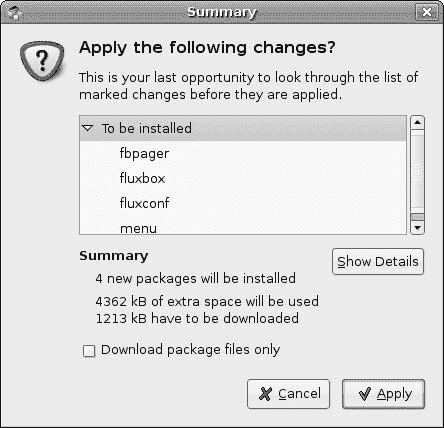 Summary
Apply the following changes?
This is your last opportunity to look through the list of
marked changes before they are applied.
To be installed
fbpager
fluxbox
fluxconf
menu
Summary
Show Details
4 new packages will be installed
4362 kB of extra space will be used
1213 kB have to be downloaded
Download package files only
Cancel
Apply